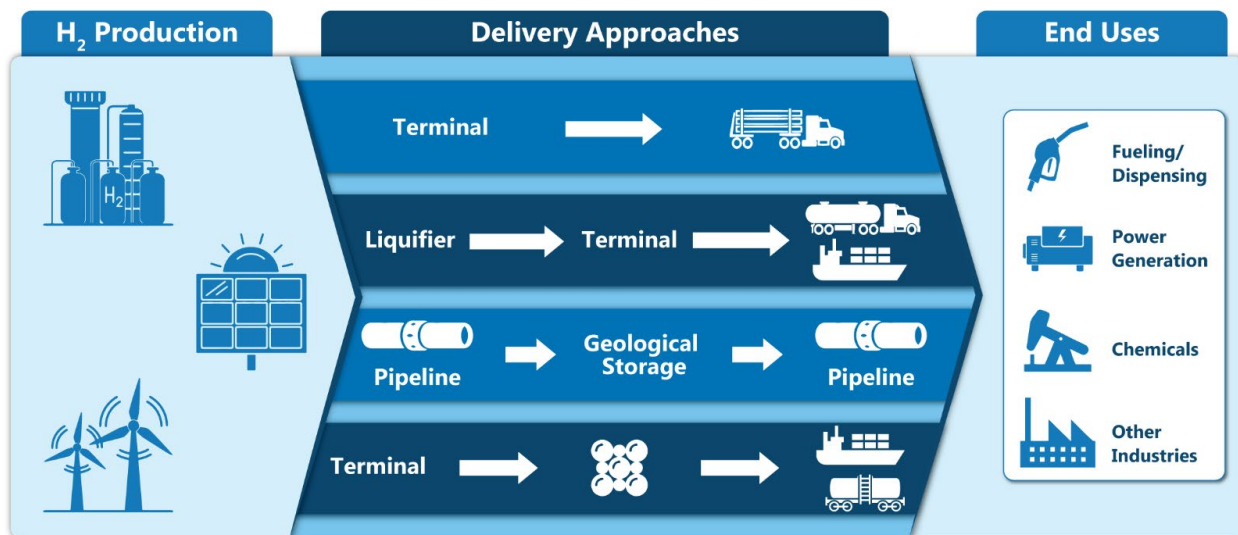 H₂ Production
Delivery Approaches
End Uses
H₂
Terminal
Liquifier
Terminal
Pipeline
Geological
Storage
Pipeline
Terminal
Fueling/
Dispensing
Power
Generation
Chemicals
Other
Industries